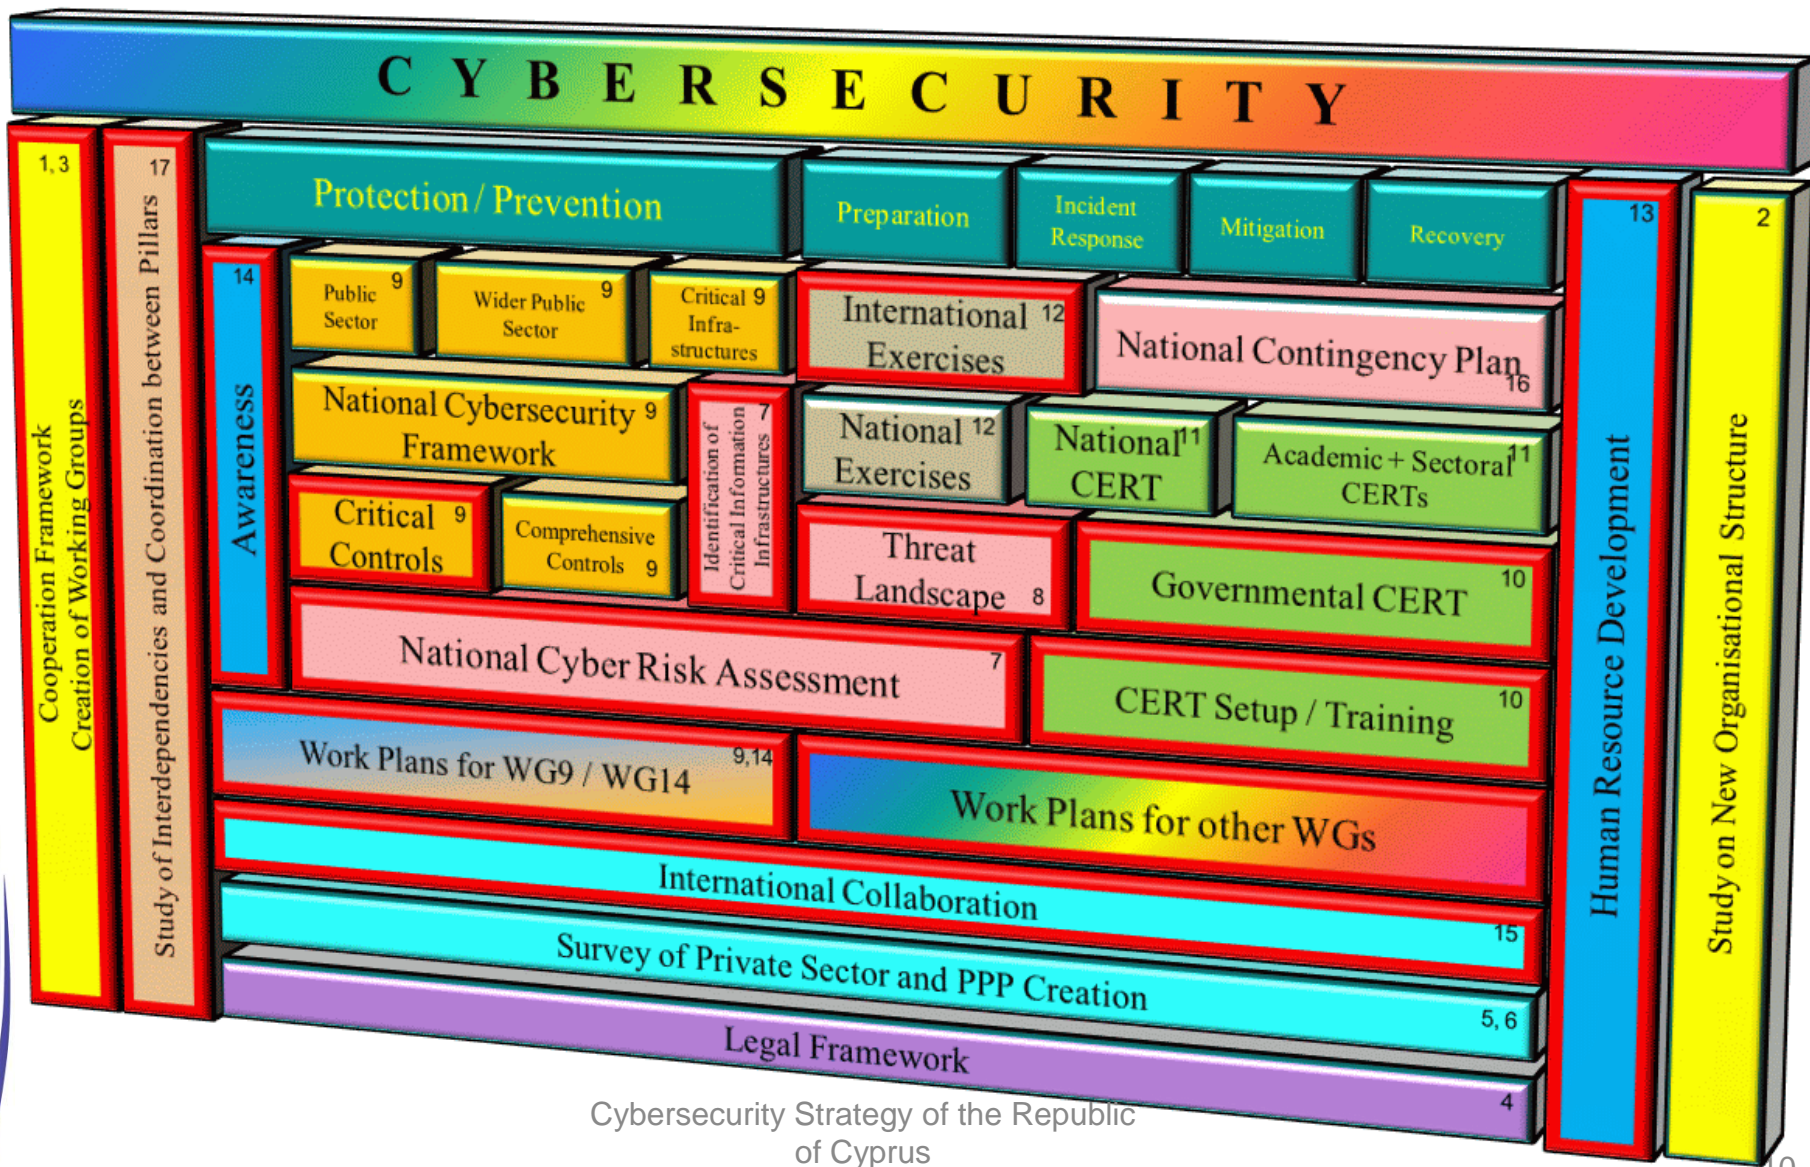 C Y B E R S E C U R I T Y
1, 3
Cooperation Framework
Creation of Working Groups
17
Study of Interdependencies and Coordination between Pillars
Protection / Prevention
Preparation
Incident
Response
Mitigation
Recovery
14
Awareness
Public
Sector
9
Wider Public
Sector
9
Critical
Infra-
structures
9
International
Exercises
12
National Contingency Plan
16
National Cybersecurity
Framework
9
Identification of
Critical Information
Infrastructures
7
National
Exercises
12
National
CERT
11
Academic + Sectoral
CERTs
11
Critical
Controls
9
Comprehensive
Controls
9
Threat
Landscape
8
Governmental CERT
10
National Cyber Risk Assessment
7
CERT Setup / Training
10
Work Plans for WG9 / WG14
9,14
Work Plans for other WGs
International Collaboration
15
Survey of Private Sector and PPP Creation
5, 6
Legal Framework
4
13
Human Resource Development
2
Study on New Organisational Structure
Cybersecurity Strategy of the Republic
of Cyprus